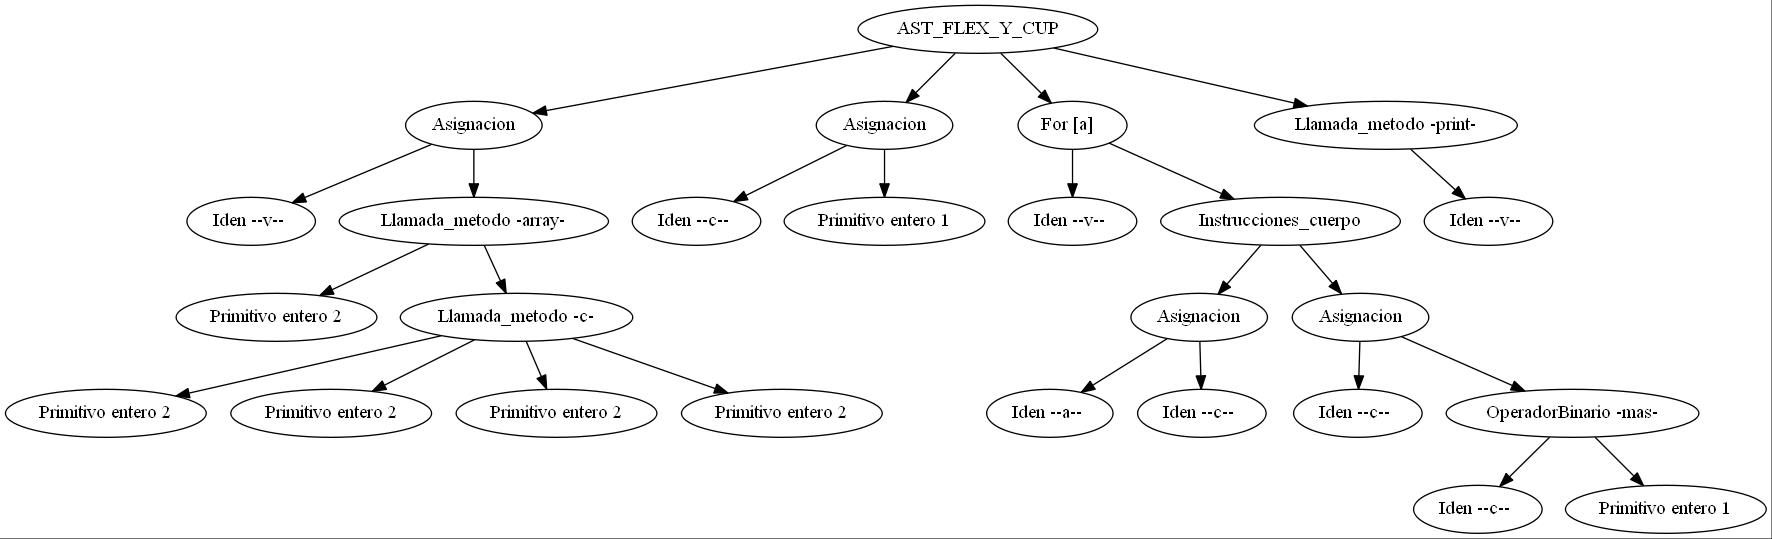 AST_FLEX_Y_CUP
Asignacion
Asignacion
For [a]
Llamada_metodo -print-
Iden --v--
Llamada_metodo -array-
Iden --c--
Primitivo entero 1
Iden --v--
Instrucciones_cuerpo
Iden --v--
Primitivo entero 2
Llamada_metodo -c-
Asignacion
Asignacion
Primitivo entero 2
Primitivo entero 2
Primitivo entero 2
Primitivo entero 2
Iden --a--
Iden --c--
Iden --c--
OperadorBinario -mas-
Iden --c--
Primitivo entero 1